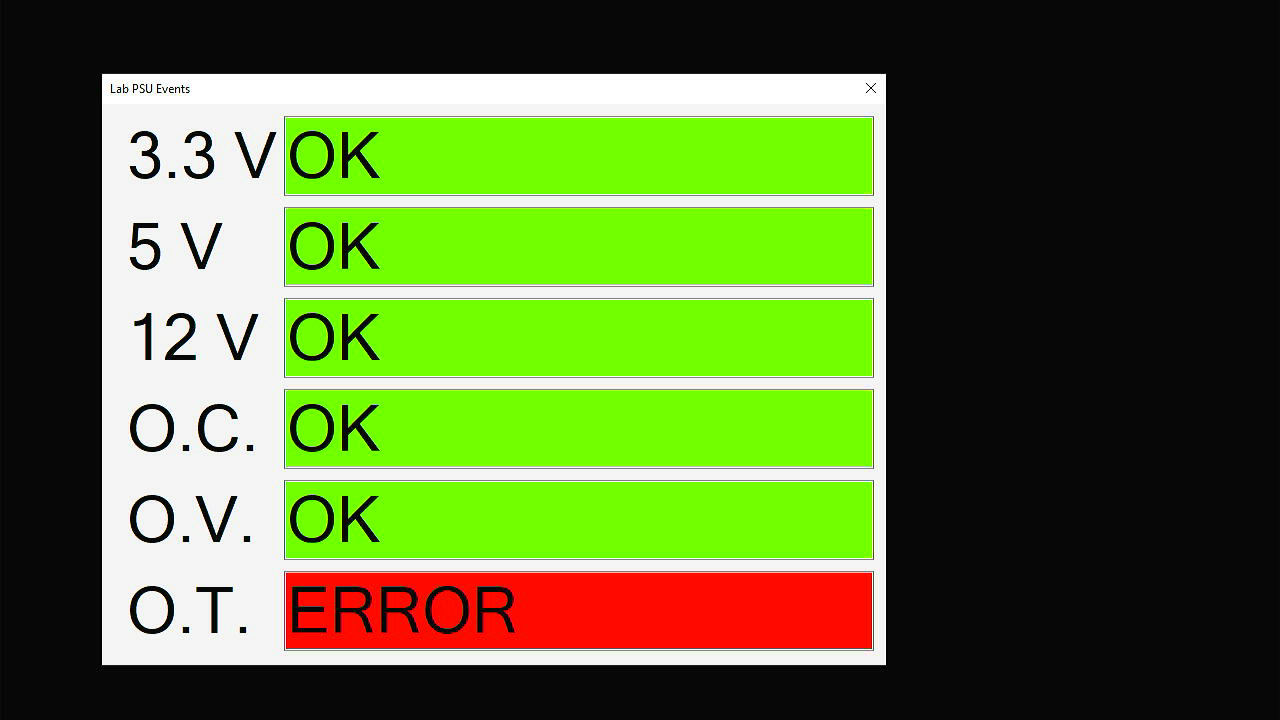 Lab PSU Events
3.3 V OK
5 V OK
12 V OK
O.C. OK
O.V. OK
O.T. ERROR